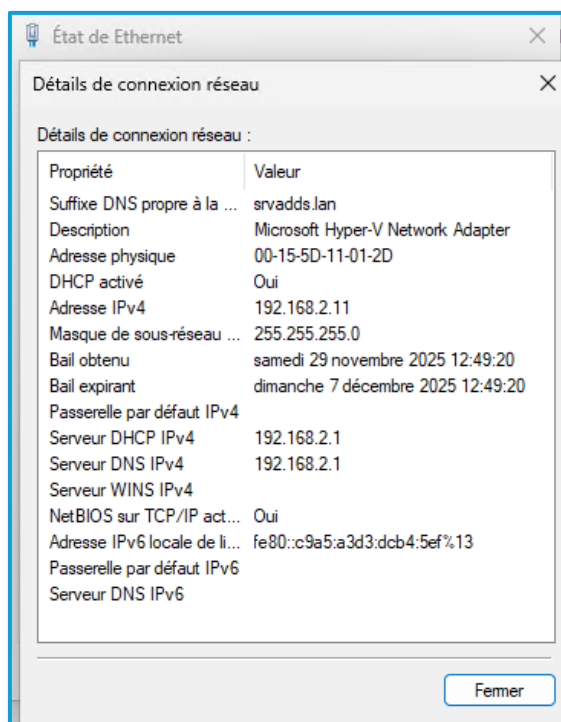 État de Ethernet
Détails de connexion réseau
Détails de connexion réseau :
Propriété Valeur
Suffixe DNS propre à la ... srvadds.lan
Description Microsoft Hyper-V Network Adapter
Adresse physique 00-15-5D-11-01-2D
DHCP activé Oui
Adresse IPv4 192.168.2.11
Masque de sous-réseau ... 255.255.255.0
Bail obtenu samedi 29 novembre 2025 12:49:20
Bail expirant dimanche 7 décembre 2025 12:49:20
Passerelle par défaut IPv4
Serveur DHCP IPv4 192.168.2.1
Serveur DNS IPv4 192.168.2.1
Serveur WINS IPv4
NetBIOS sur TCP/IP act... Oui
Adresse IPv6 locale de li... fe80::c9a5:a3d3:dcb4:5ef%13
Passerelle par défaut IPv6
Serveur DNS IPv6
Fermer